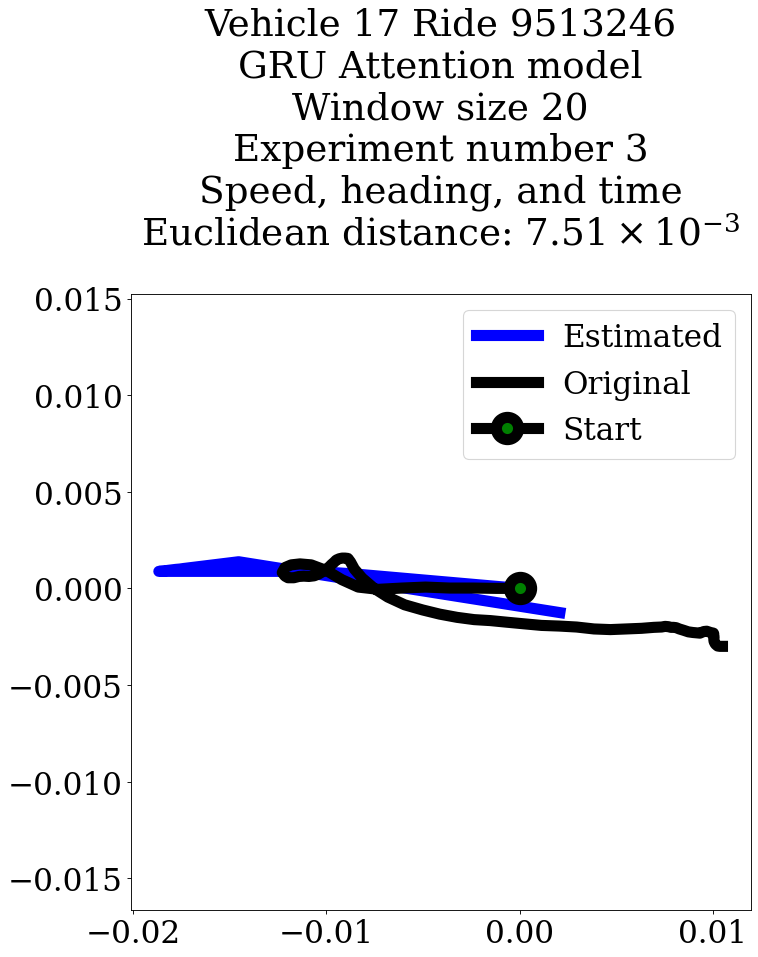 Vehicle 17 Ride 9513246
GRU Attention model
Window size 20
Experiment number 3
Speed, heading, and time
Euclidean distance: 7.51 × 10⁻³
0.015
0.010
0.005
0.000
−0.005
−0.010
−0.015
Estimated
Original
Start
−0.02
−0.01
0.00
0.01